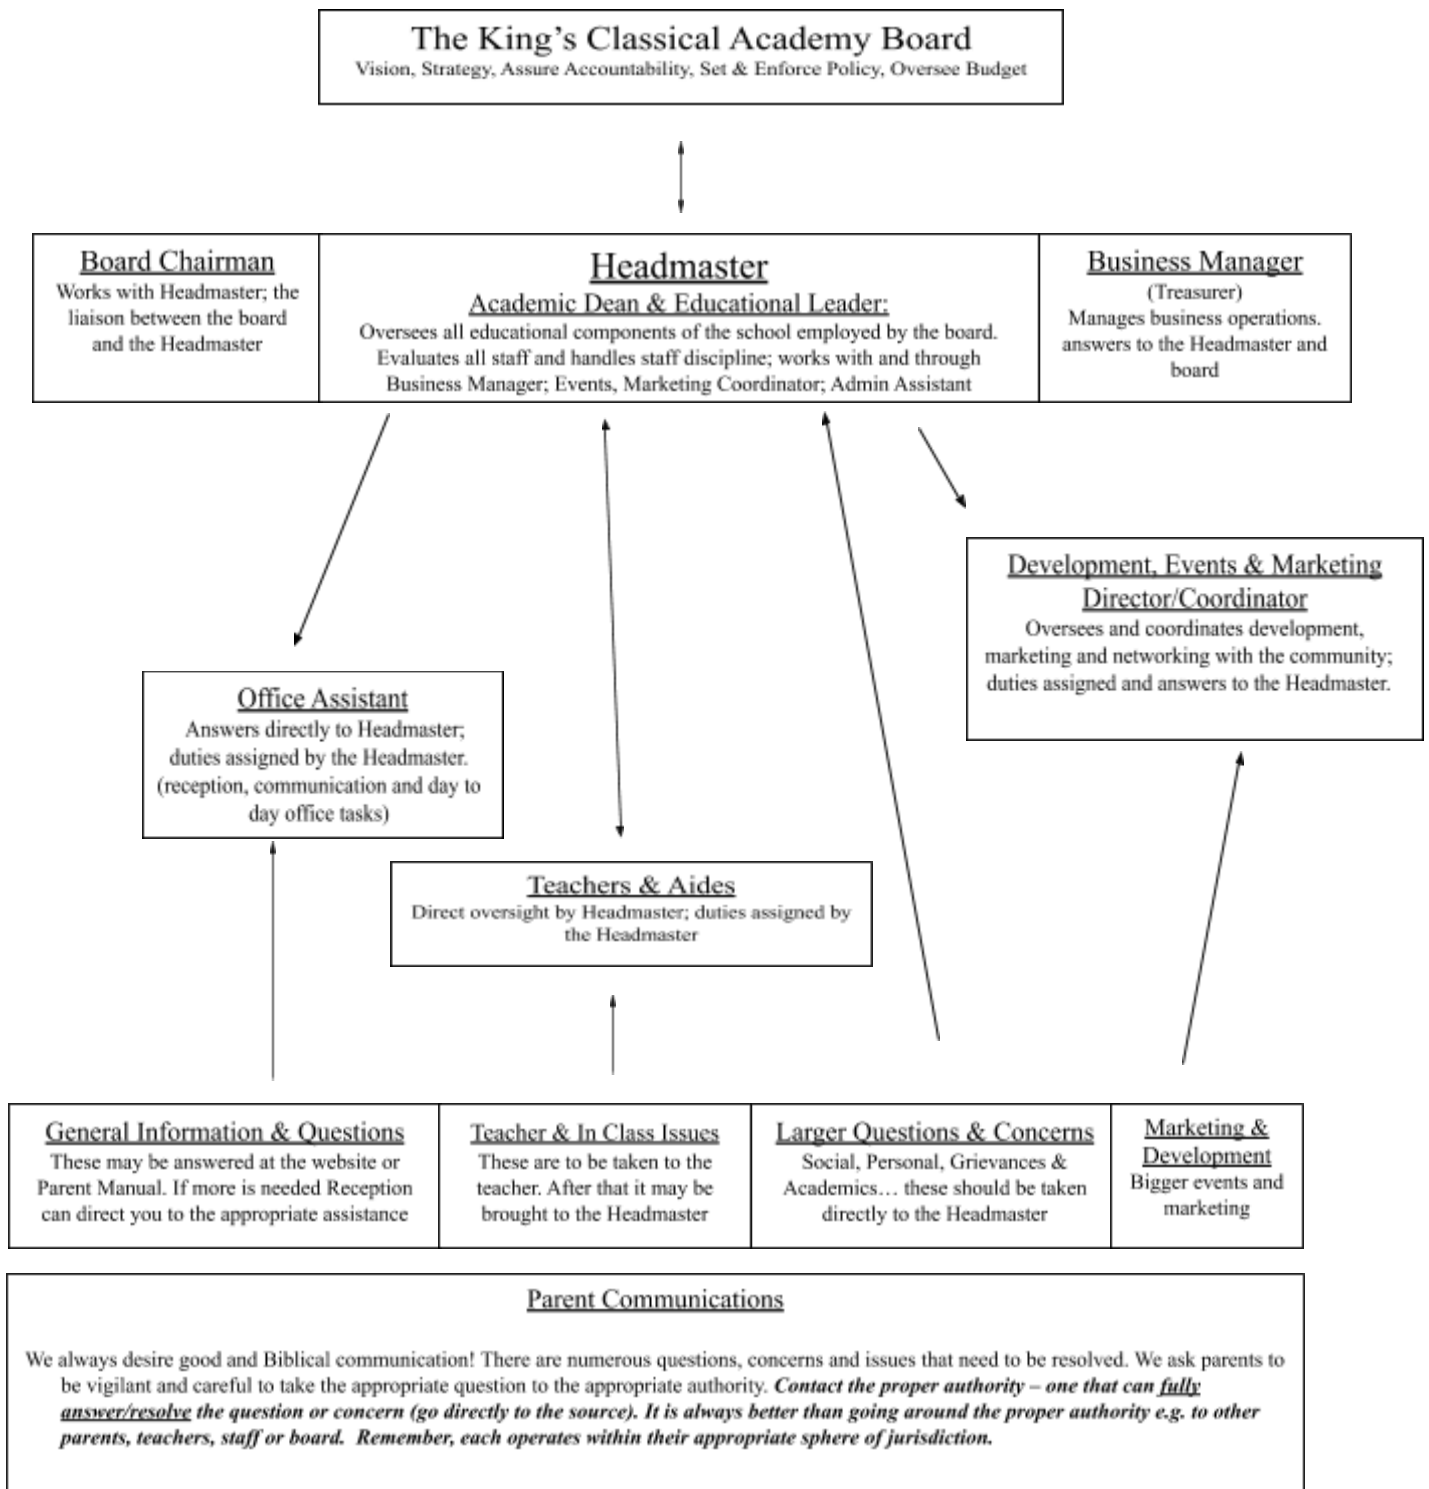 The King's Classical Academy Board
Vision, Strategy, Assure Accountability, Set & Enforce Policy, Oversee Budget
Board Chairman
Works with Headmaster; the
liaison between the board
and the Headmaster
Headmaster
Academic Dean & Educational Leader:
Oversees all educational components of the school employed by the board.
Evaluates all staff and handles staff discipline; works with and through
Business Manager; Events, Marketing Coordinator; Admin Assistant
Business Manager
(Treasurer)
Manages business operations.
answers to the Headmaster and
board
Development, Events & Marketing
Director/Coordinator
Oversees and coordinates development,
marketing and networking with the community;
duties assigned and answers to the Headmaster.
Office Assistant
Answers directly to Headmaster;
duties assigned by the Headmaster.
(reception, communication and day to
day office tasks)
Teachers & Aides
Direct oversight by Headmaster; duties assigned by
the Headmaster
General Information & Questions
These may be answered at the website or
Parent Manual. If more is needed Reception
can direct you to the appropriate assistance
Teacher & In Class Issues
These are to be taken to the
teacher. After that it may be
brought to the Headmaster
Larger Questions & Concerns
Social, Personal, Grievances &
Academics… these should be taken
directly to the Headmaster
Marketing &
Development
Bigger events and
marketing
Parent Communications
We always desire good and Biblical communication! There are numerous questions, concerns and issues that need to be resolved. We ask parents to
be vigilant and careful to take the appropriate question to the appropriate authority. Contact the proper authority – one that can fully
answer/resolve the question or concern (go directly to the source). It is always better than going around the proper authority e.g. to other
parents, teachers, staff or board. Remember, each operates within their appropriate sphere of jurisdiction.